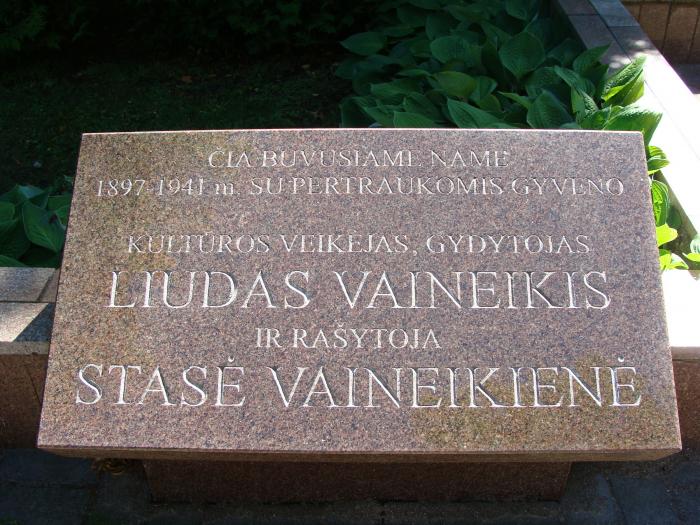 ČIA BUVUSIAME NAME
1897-1941 m. SU PERTRAUKOMIS GYVENO
KULTŪROS VEIKĖJAS, GYDYTOJAS
LIUDAS VAINEIKIS
IR RAŠYTOJA
STASĖ VAINEIKIENĖ